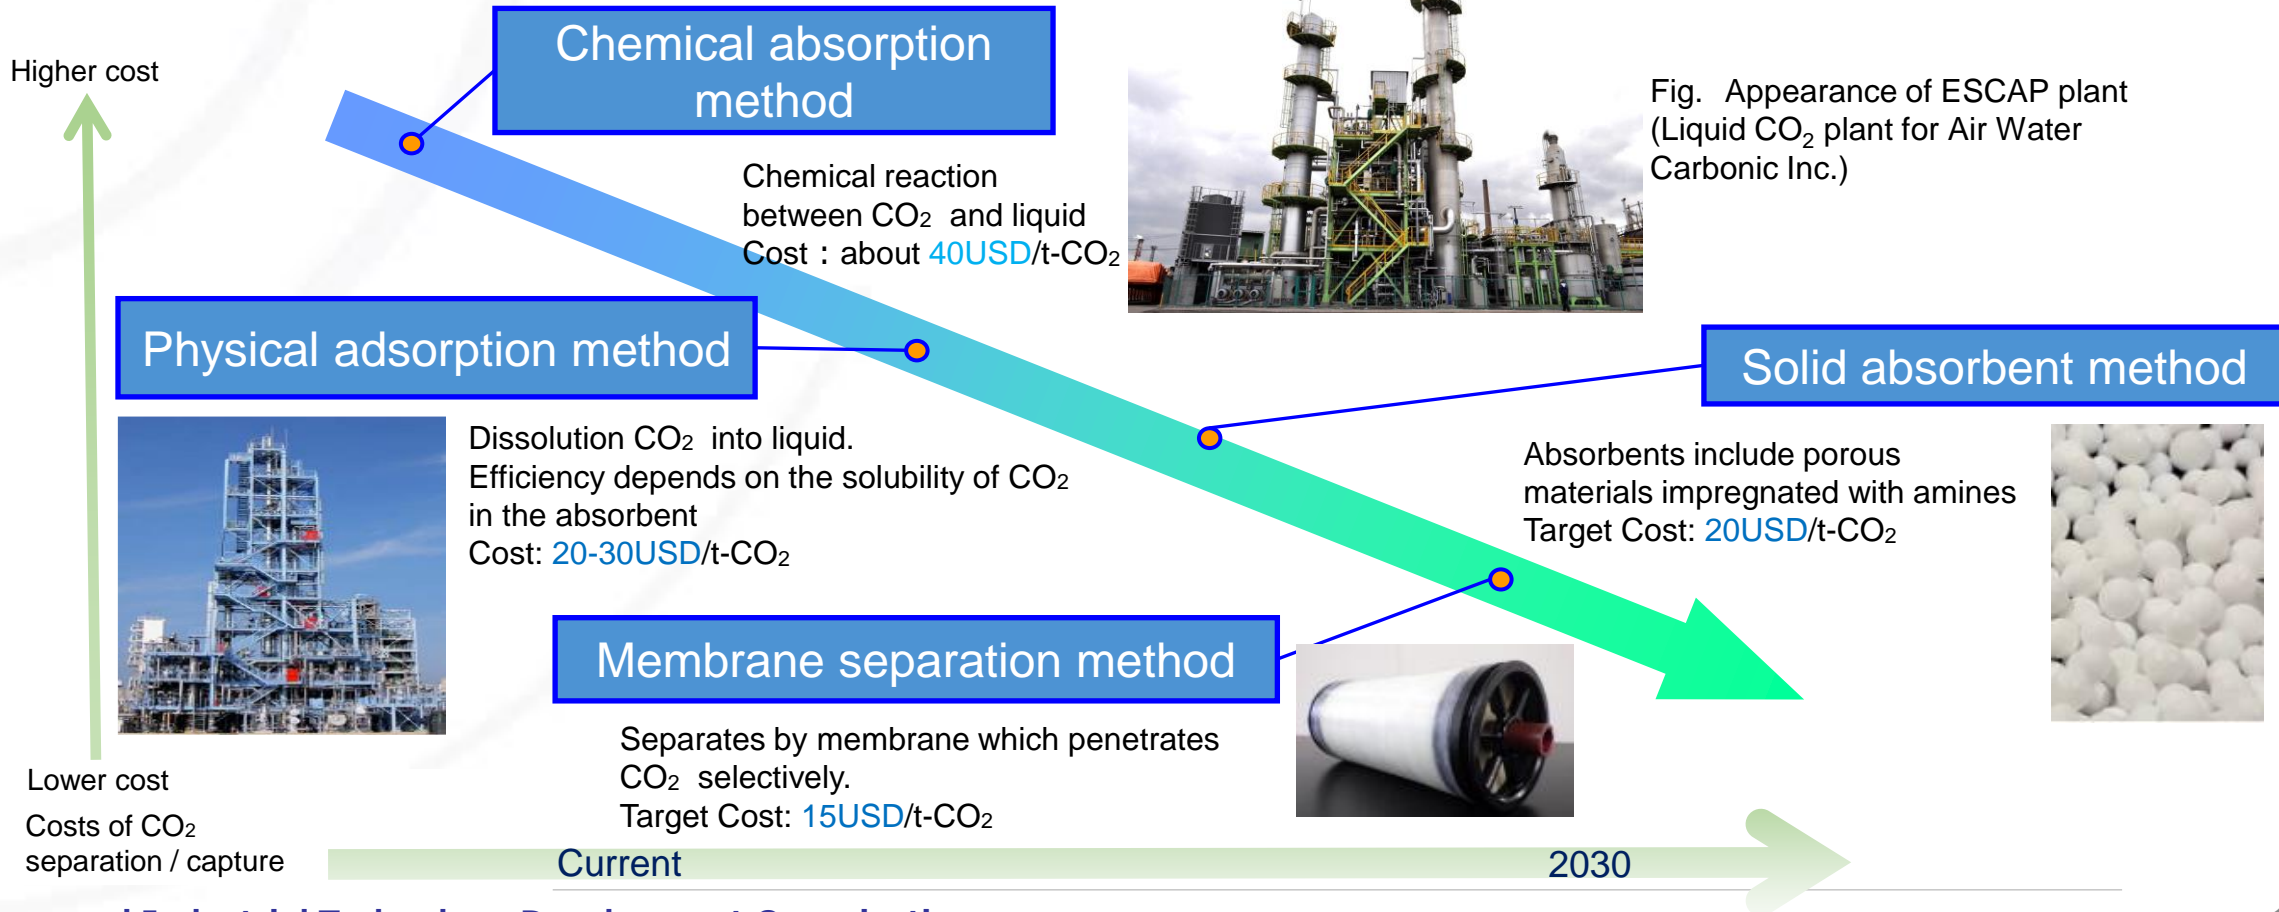 Higher cost
Chemical absorption
method
Chemical reaction
between CO2 and liquid
Cost：about 40USD/t-CO2
Fig. Appearance of ESCAP plant
(Liquid CO2 plant for Air Water
Carbonic Inc.)
Physical adsorption method
Dissolution CO2 into liquid.
Efficiency depends on the solubility of CO2
in the absorbent
Cost: 20-30USD/t-CO2
Solid absorbent method
Absorbents include porous
materials impregnated with amines
Target Cost: 20USD/t-CO2
Membrane separation method
Separates by membrane which penetrates
CO2 selectively.
Target Cost: 15USD/t-CO2
Lower cost
Costs of CO2
separation / capture
Current
2030